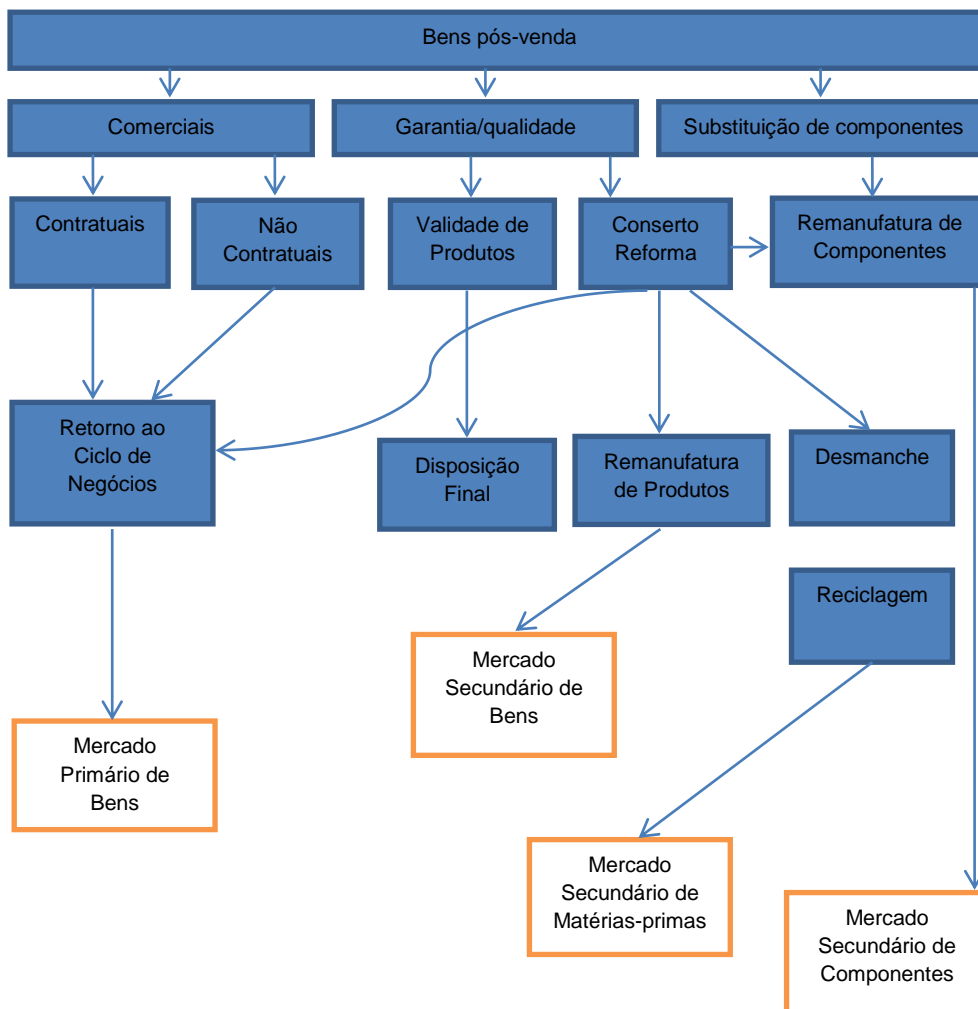 Bens pós-venda
Comerciais
Garantia/qualidade
Substituição de componentes
Contratuais
Não
Contratuais
Validade de
Produtos
Conserto
Reforma
Remanufatura de
Componentes
Retorno ao
Ciclo de
Negócios
Disposição
Final
Remanufatura
de Produtos
Desmanche
Reciclagem
Mercado
Secundário de
Bens
Mercado
Primário de
Bens
Mercado
Secundário de
Matérias-primas
Mercado
Secundário de
Componentes